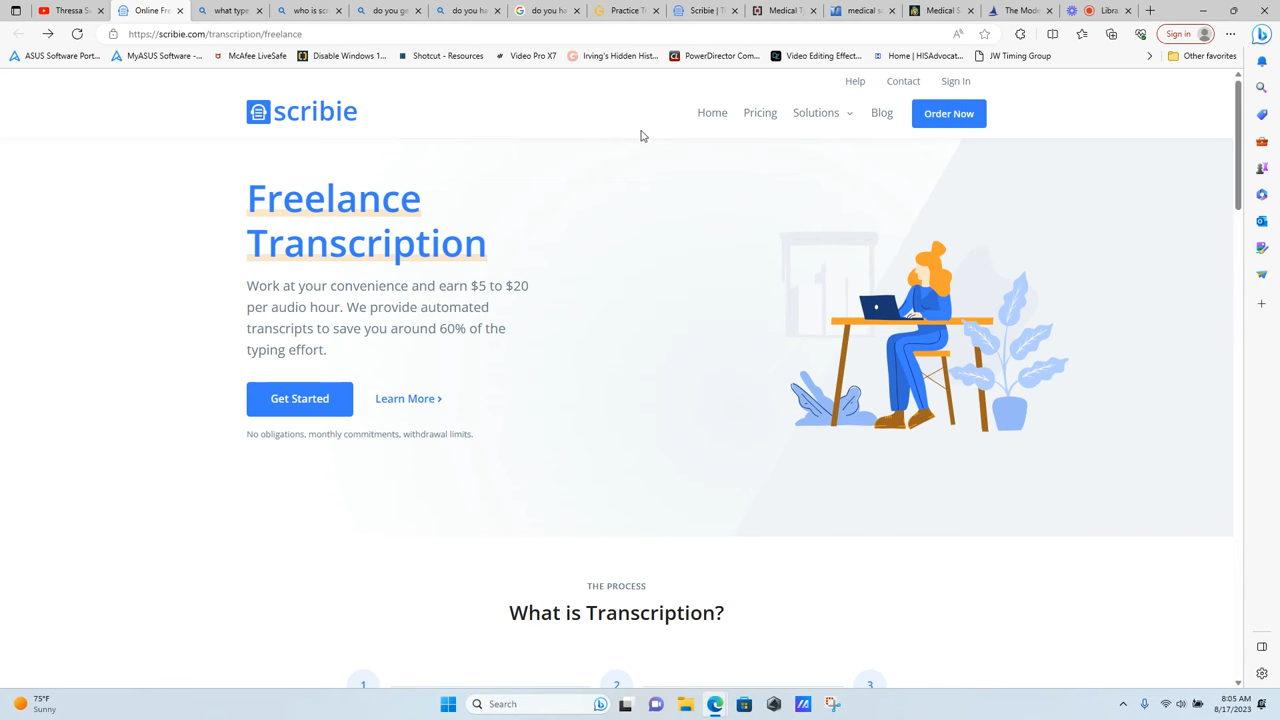 Thressa S
Online Fre
what type
who is scr
do you ge
do you ha
do you ha
Practice T
Scribie | T
Medical T
medical sa
Medical S
The Mode
Libra
https://scribie.com/transcription/freelance
Sign in
ASUS Software Port...
MyASUS Software -...
McAfee LiveSafe
Disable Windows 1...
Shotcut - Resources
Video Pro X7
Irving's Hidden Hist...
PowerDirector Com...
Video Editing Effect...
Home | HISAdvocat...
JW Timing Group
Other favorites
Help
Contact
Sign In
scribie
Home
Pricing
Solutions
Blog
Order Now
Freelance
Transcription
Work at your convenience and earn $5 to $20
per audio hour. We provide automated
transcripts to save you around 60% of the
typing effort.
Get Started
Learn More
No obligations, monthly commitments, withdrawal limits.
THE PROCESS
What is Transcription?
1
2
3
75°F
Sunny
Search
8:05 AM
8/17/2023